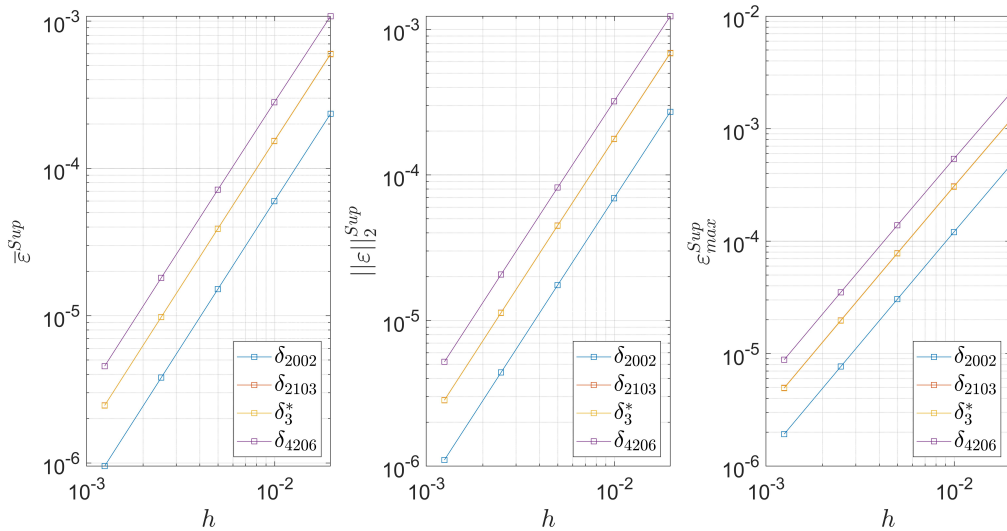 10⁻³
10⁻⁴
10⁻⁵
10⁻⁶
ε̅^{Sup}
10⁻³
10⁻²
h
δ₂₀₀₂
δ₂₁₀₃
δ₃*
δ₄₂₀₆
10⁻³
10⁻⁴
10⁻⁵
10⁻⁶
||ε||₂^{Sup}
10⁻³
10⁻²
h
δ₂₀₀₂
δ₂₁₀₃
δ₃*
δ₄₂₀₆
10⁻²
10⁻³
10⁻⁴
10⁻⁵
10⁻⁶
ε_{max}^{Sup}
10⁻³
10⁻²
h
δ₂₀₀₂
δ₂₁₀₃
δ₃*
δ₄₂₀₆